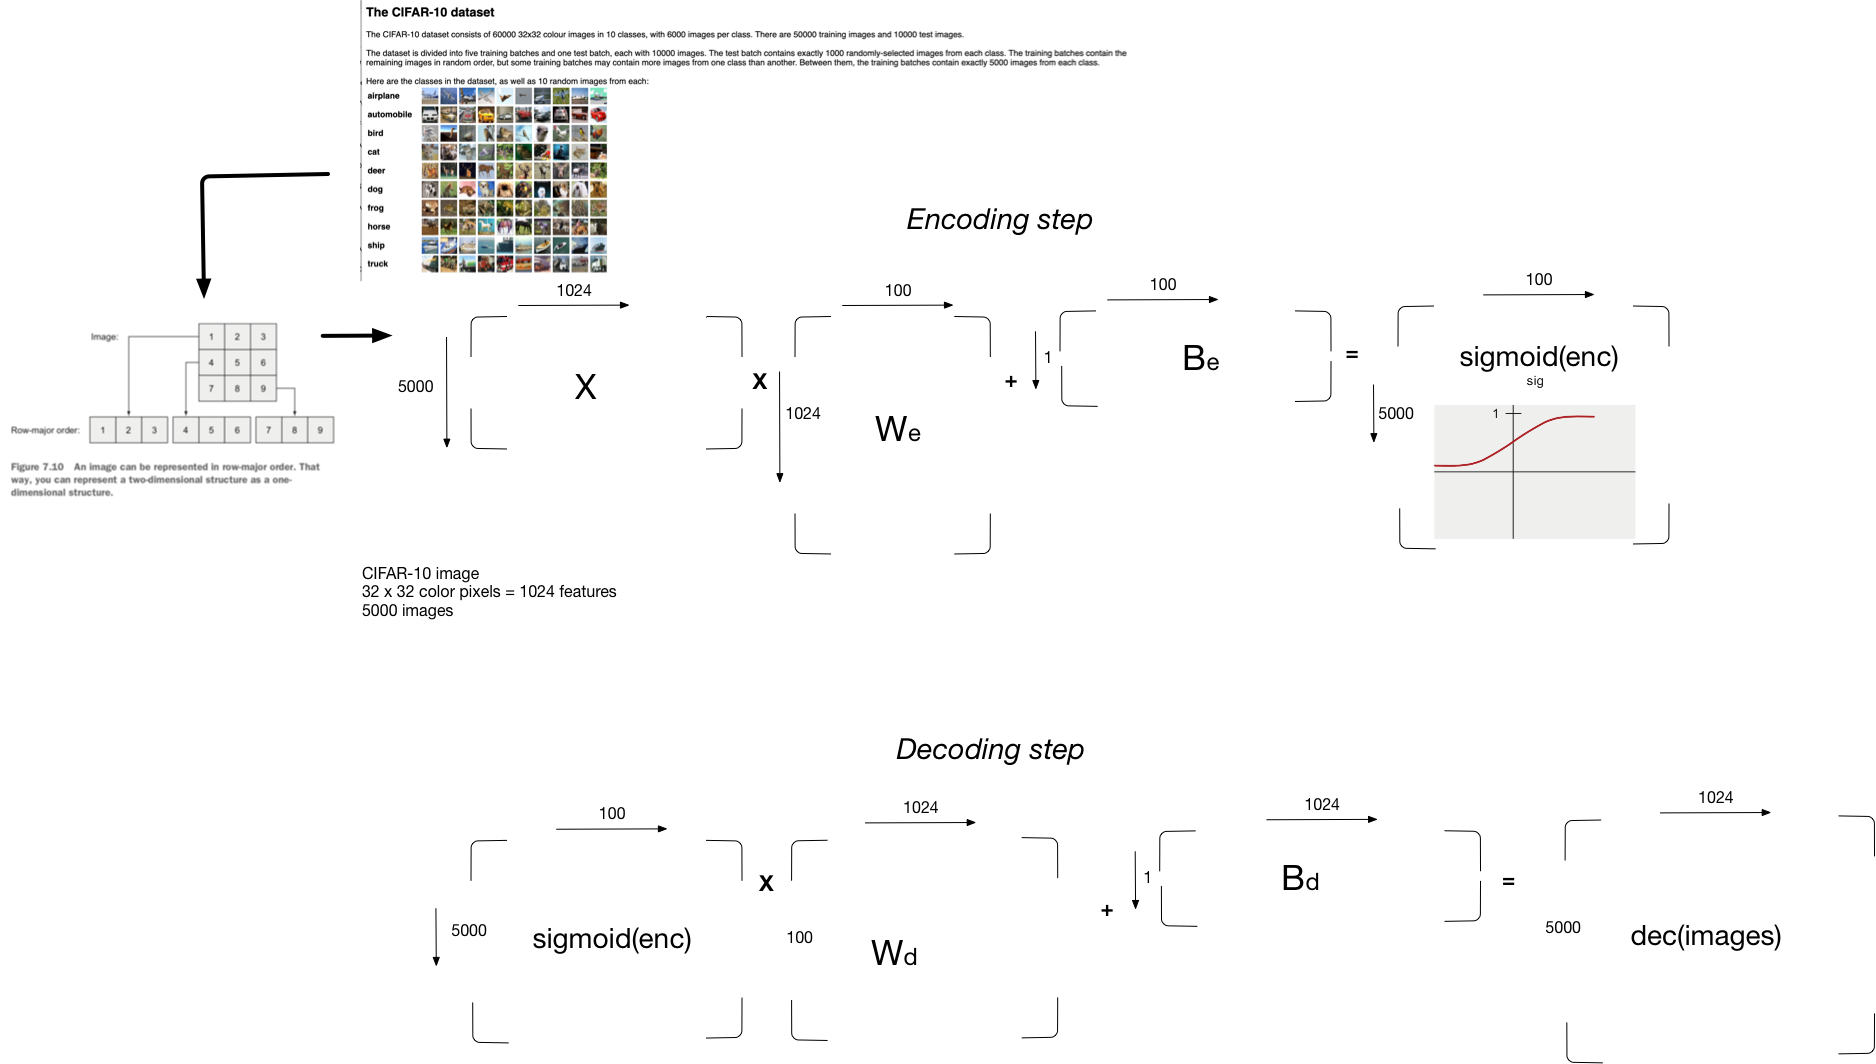 The CIFAR-10 dataset
The CIFAR-10 dataset consists of 60000 32x32 colour images in 10 classes, with 6000 images per class. There are 50000 training images and 10000 test images.
The dataset is divided into five training batches and one test batch, each with 10000 images. The test batch contains exactly 1000 randomly-selected images from each class. The training batches contain the
remaining images in random order, but some training batches may contain more images from one class than another. Between them, the training batches contain exactly 5000 images from each class.
Here are the classes in the dataset, as well as 10 random images from each:
airplane
automobile
bird
cat
deer
dog
frog
horse
ship
truck
Image:
1 2 3
4 5 6
7 8 9
Row-major order: 1 2 3 4 5 6 7 8 9
Figure 7.10 An image can be represented in row-major order. That
way, you can represent a two-dimensional structure as a one-
dimensional structure.
Encoding step
1024
5000
X
x
100
1024
We
+
100
1
Be
=
100
5000
sigmoid(enc)
sig
1
CIFAR-10 image
32 x 32 color pixels = 1024 features
5000 images
Decoding step
100
5000
sigmoid(enc)
x
1024
100
Wd
+
1024
1
Bd
=
1024
5000
dec(images)